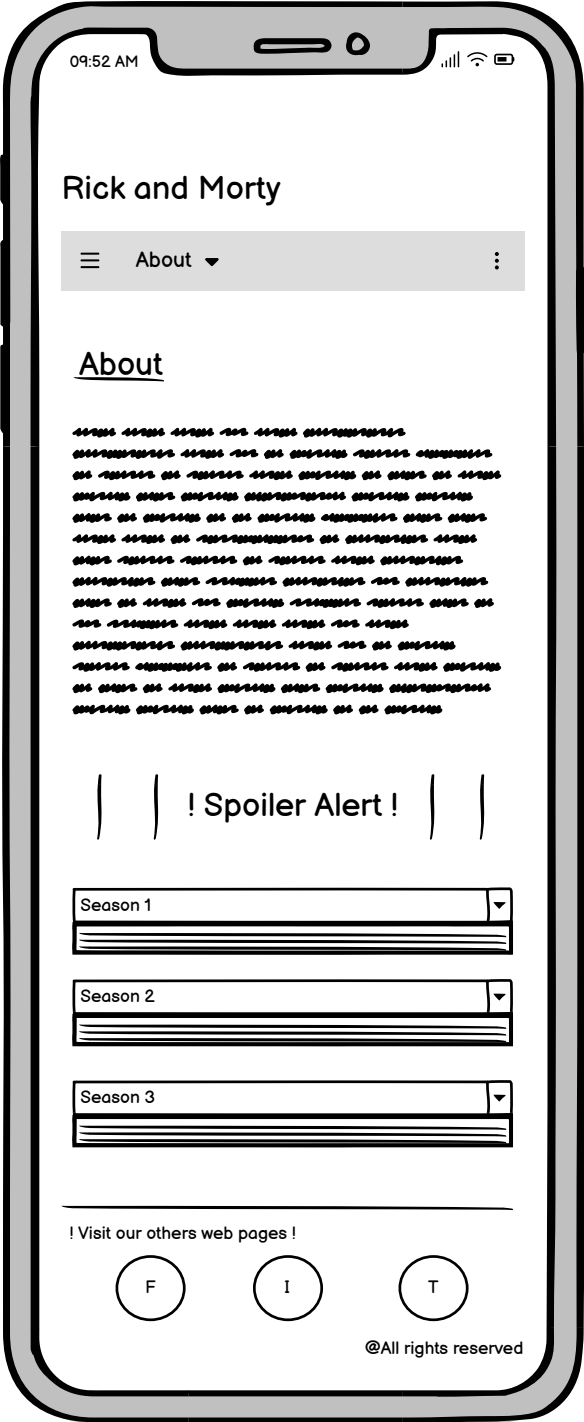 09:52 AM
Rick and Morty
About
About
! Spoiler Alert !
Season 1
Season 2
Season 3
! Visit our others web pages !
F I T
@All rights reserved